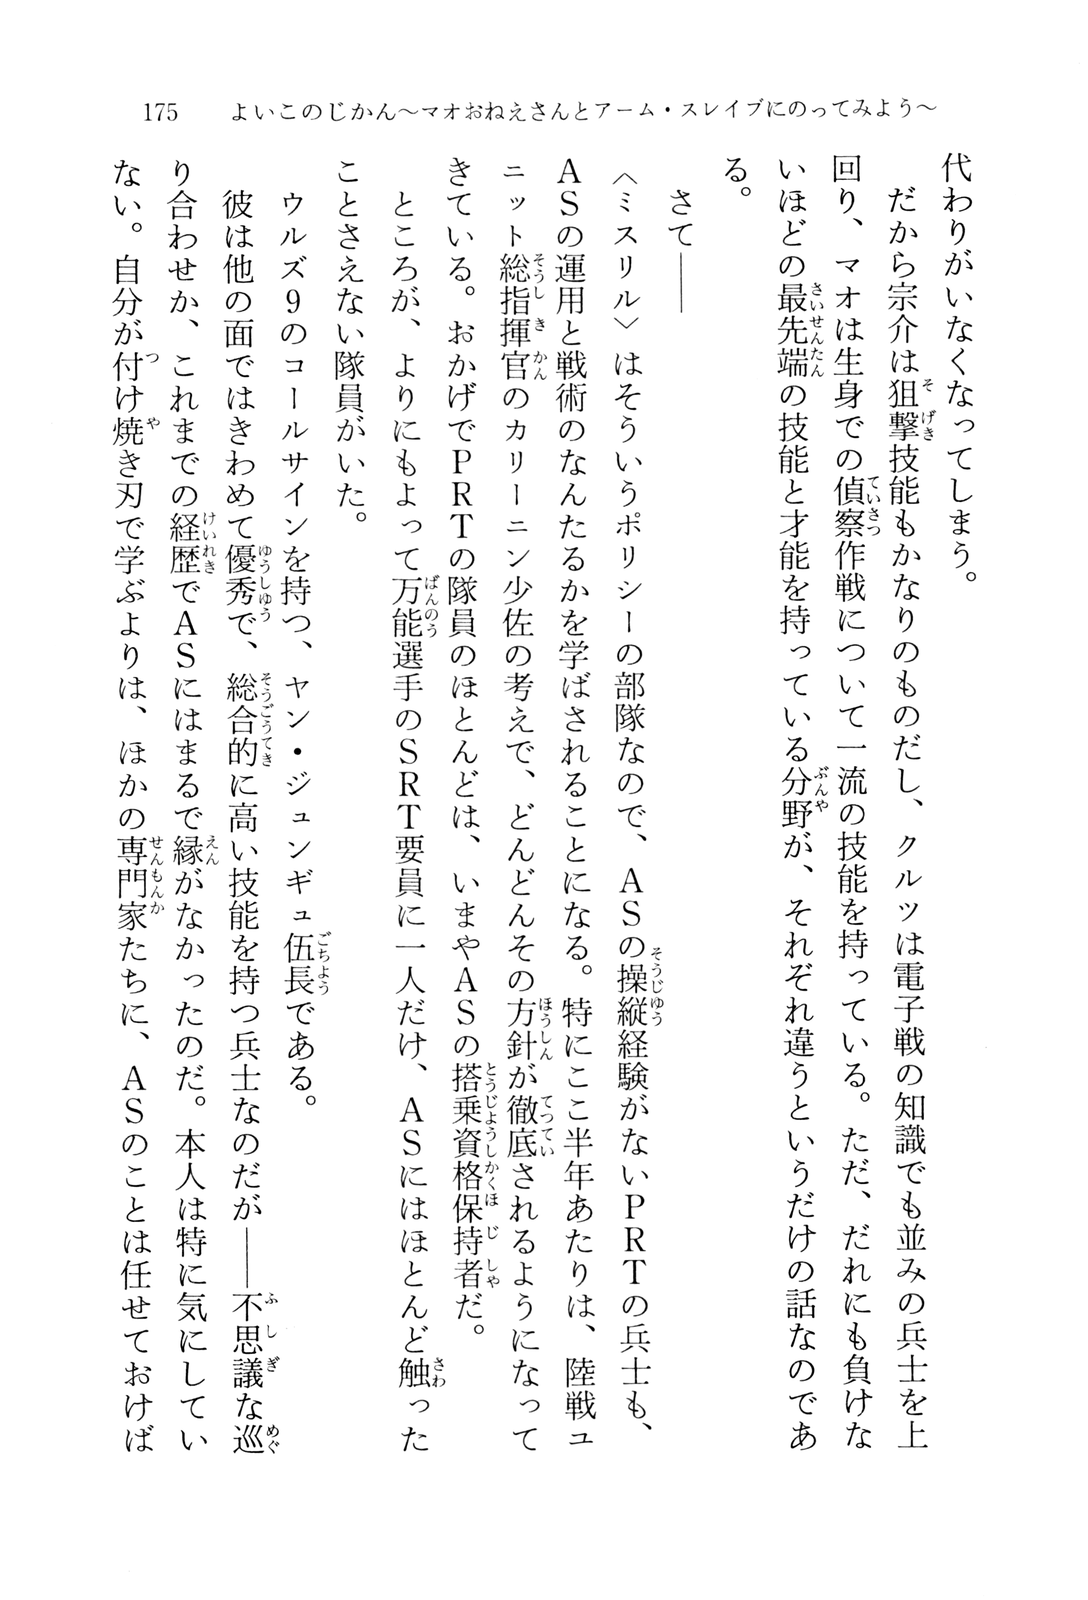 175 よいこのじかん〜マオおねえさんとアーム・スレイブにのってみよう〜
代わりがいなくなってしまう。
だから宗介は狙撃技能もかなりのものだし、クルツは電子戦の知識でも並みの兵士を上
回り、マオは生身での偵察作戦について一流の技能を持っている。ただ、だれにも負けな
いほどの最先端の技能と才能を持っている分野が、それぞれ違うというだけの話なのであ
る。
さて――
〈ミスリル〉はそういうポリシーの部隊なので、ASの操縦経験がないPRTの兵士も、
ASの運用と戦術のなんたるかを学ばされることになる。特にここ半年あたりは、陸戦ユ
ニット総指揮官のカリーニン少佐の考えで、どんどんその方針が徹底されるようになって
きている。おかげでPRTの隊員のほとんどは、いまやASの搭乗資格保持者だ。
ところが、よりにもよって万能選手のSRT要員に一人だけ、ASにはほとんど触った
ことさえない隊員がいた。
ウルズ9のコールサインを持つ、ヤン・ジュンギュ伍長である。
彼は他の面ではきわめて優秀で、総合的に高い技能を持つ兵士なのだが――不思議な巡
り合わせか、これまでの経歴でASにはまるで縁がなかったのだ。本人は特に気にしてい
ない。自分が付け焼き刃で学ぶよりは、ほかの専門家たちに、ASのことは任せておけば